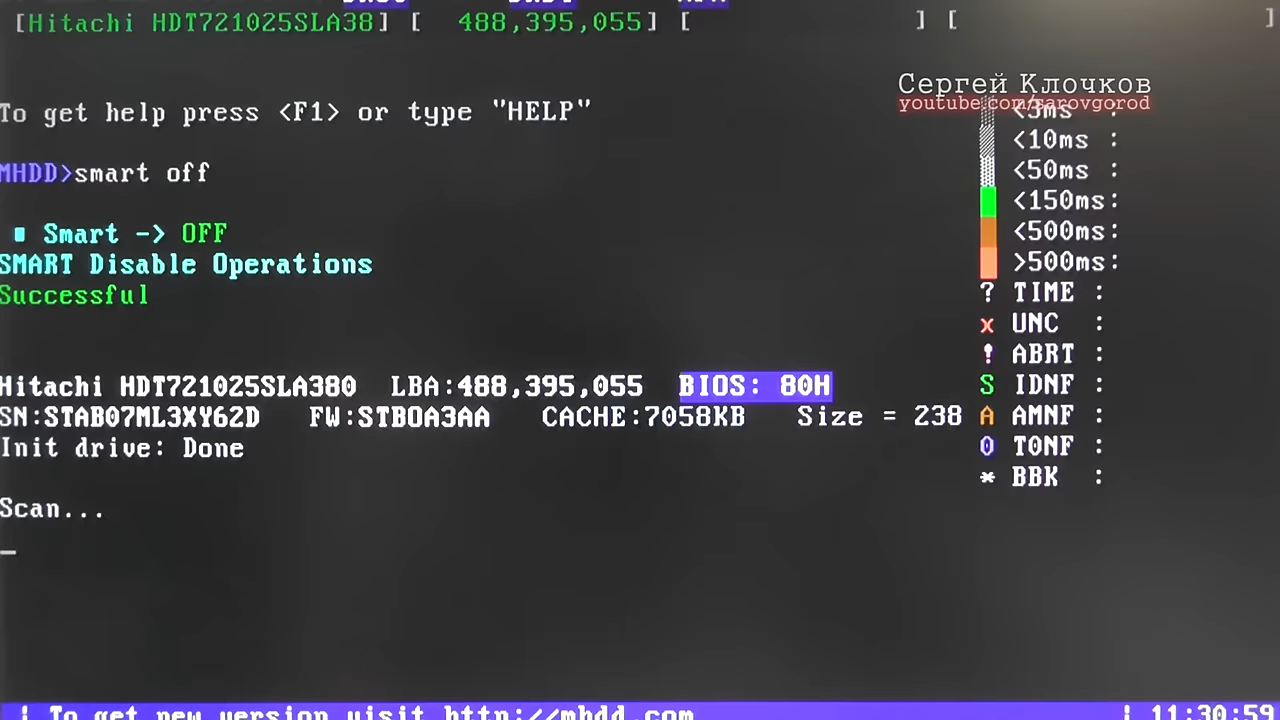 [Hitachi HDT721025SLA38] [ 488,395,055] [ ] [ ]
Сергей Клочков
youtube.com/sarovgorod
To get help press <F1> or type "HELP"
<3ms :
<10ms :
<50ms :
MHDD>smart off
<150ms:
<500ms:
Smart -> OFF
SMART Disable Operations
>500ms:
Successful
? TIME :
x UNC :
! ABRT :
Hitachi HDT721025SLA380 LBA:488,395,055 BIOS: 80H
S IDNF :
SN:STAB07ML3XY62D FW:STBOA3AA CACHE:7058KB Size = 238
A AMNF :
Init drive: Done
0 T0NF :
* BBK :
Scan...
To get new version visit http://mhdd.com
11:30:59